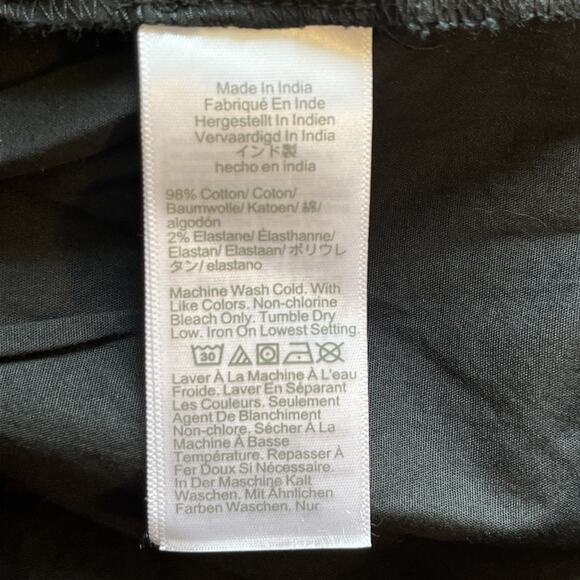 Made In India
Fabriqué En Inde
Hergestellt In Indien
Vervaardigd In India
インド製
hecho en india
98% Cotton/ Coton/
Baumwolle/ Katoen/ 綿/
algodón
2% Elastane/ Élasthanne/
Elastan/ Elastaan/ ポリウレ
タン/ elastano
Machine Wash Cold. With
Like Colors. Non-chlorine
Bleach Only. Tumble Dry
Low. Iron On Lowest Setting.
30
Laver À La Machine À L'eau
Froide. Laver En Séparant
Les Couleurs. Seulement
Agent De Blanchiment
Non-chlore. Sécher À La
Machine À Basse
Température. Repasser À
Fer Doux Si Nécessaire.
In Der Maschine Kalt
Waschen. Mit Ähnlichen
Farben Waschen. Nur